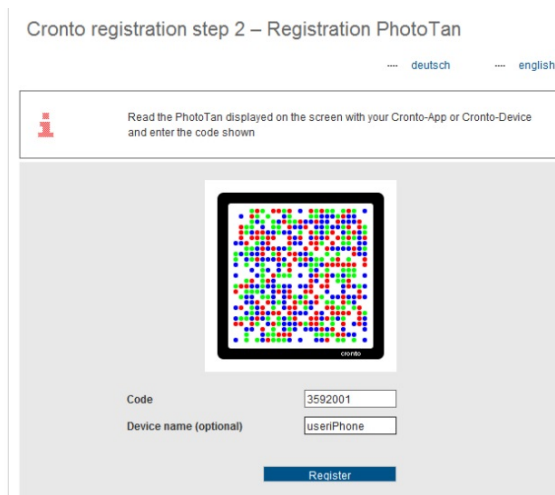 Cronto registration step 2 – Registration PhotoTan
---- deutsch ---- english
Read the PhotoTan displayed on the screen with your Cronto-App or Cronto-Device
and enter the code shown
cronto
Code 3592001
Device name (optional) useriPhone
Register